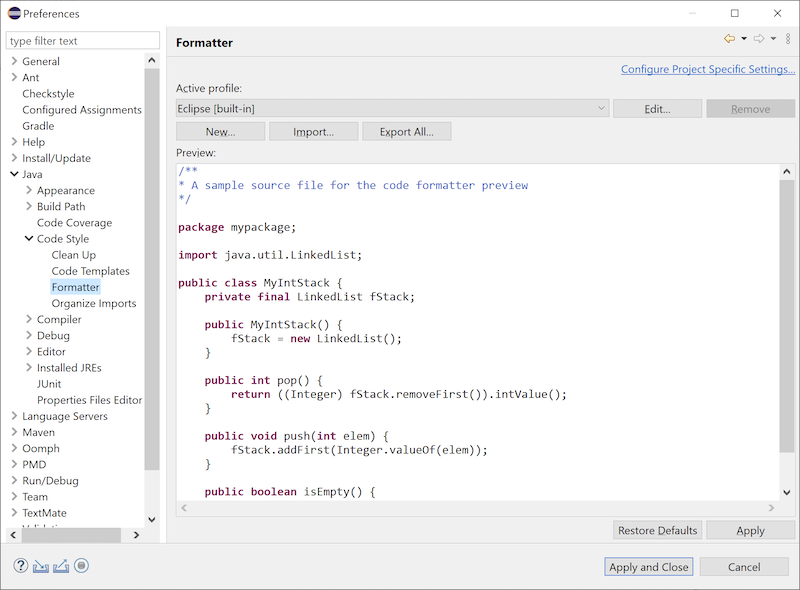 Preferences
type filter text
General
Ant
Checkstyle
Configured Assignments
Gradle
Help
Install/Update
Java
Appearance
Build Path
Code Coverage
Code Style
Clean Up
Code Templates
Formatter
Organize Imports
Compiler
Debug
Editor
Installed JREs
JUnit
Properties Files Editor
Language Servers
Maven
Oomph
PMD
Run/Debug
Team
TextMate
Formatter
Configure Project Specific Settings...
Active profile:
Eclipse [built-in]
Edit...
Remove
New...
Import...
Export All...
Preview:
/**
* A sample source file for the code formatter preview
*/
package mypackage;
import java.util.LinkedList;
public class MyIntStack {
private final LinkedList fStack;
public MyIntStack() {
fStack = new LinkedList();
}
public int pop() {
return ((Integer) fStack.removeFirst()).intValue();
}
public void push(int elem) {
fStack.addFirst(Integer.valueOf(elem));
}
public boolean isEmpty() {
Restore Defaults
Apply
?
Apply and Close
Cancel